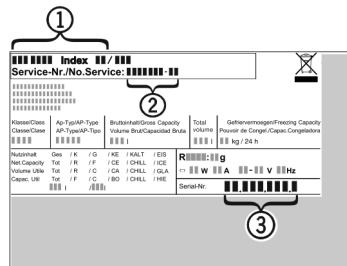 1
Index /
Service-Nr./No.Service: -
2
Klasse/Class Ap-Typ/AP-Type Bruttoinhalt/Gross Capacity Total Gefriervermoegen/Freezing Capacity
Classe/Clase AP-Type/AP-Tipo Volume Brut/Capacidad Bruta volume Pouvoir de Congel./Capac.Congeladora
l l kg / 24 h
Nutzinhalt Ges / K / G / KE / KALT / EIS
Net.Capacity Tot / R / F / CE / CHILL / ICE
Volume Utile Tot / R / C / CA / CHILL / GLA
Capac. Util Tot / F / C / BO / CHILL / HIE
l / l
R : g
W A - V Hz
Serial-Nr. . . .
3